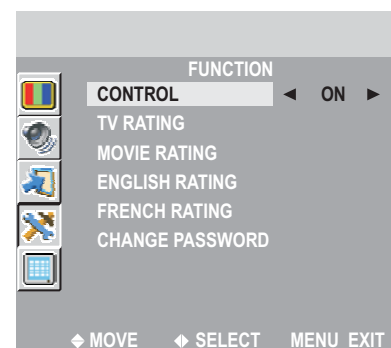 FUNCTION
CONTROL ◄ ON ►
TV RATING
MOVIE RATING
ENGLISH RATING
FRENCH RATING
CHANGE PASSWORD
MOVE SELECT MENU EXIT